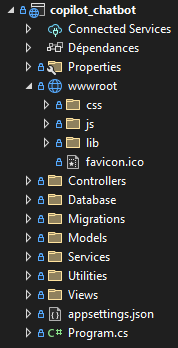 copilot_chatbot
Connected Services
Dépendances
Properties
wwwroot
css
js
lib
favicon.ico
Controllers
Database
Migrations
Models
Services
Utilities
Views
appsettings.json
C# Program.cs